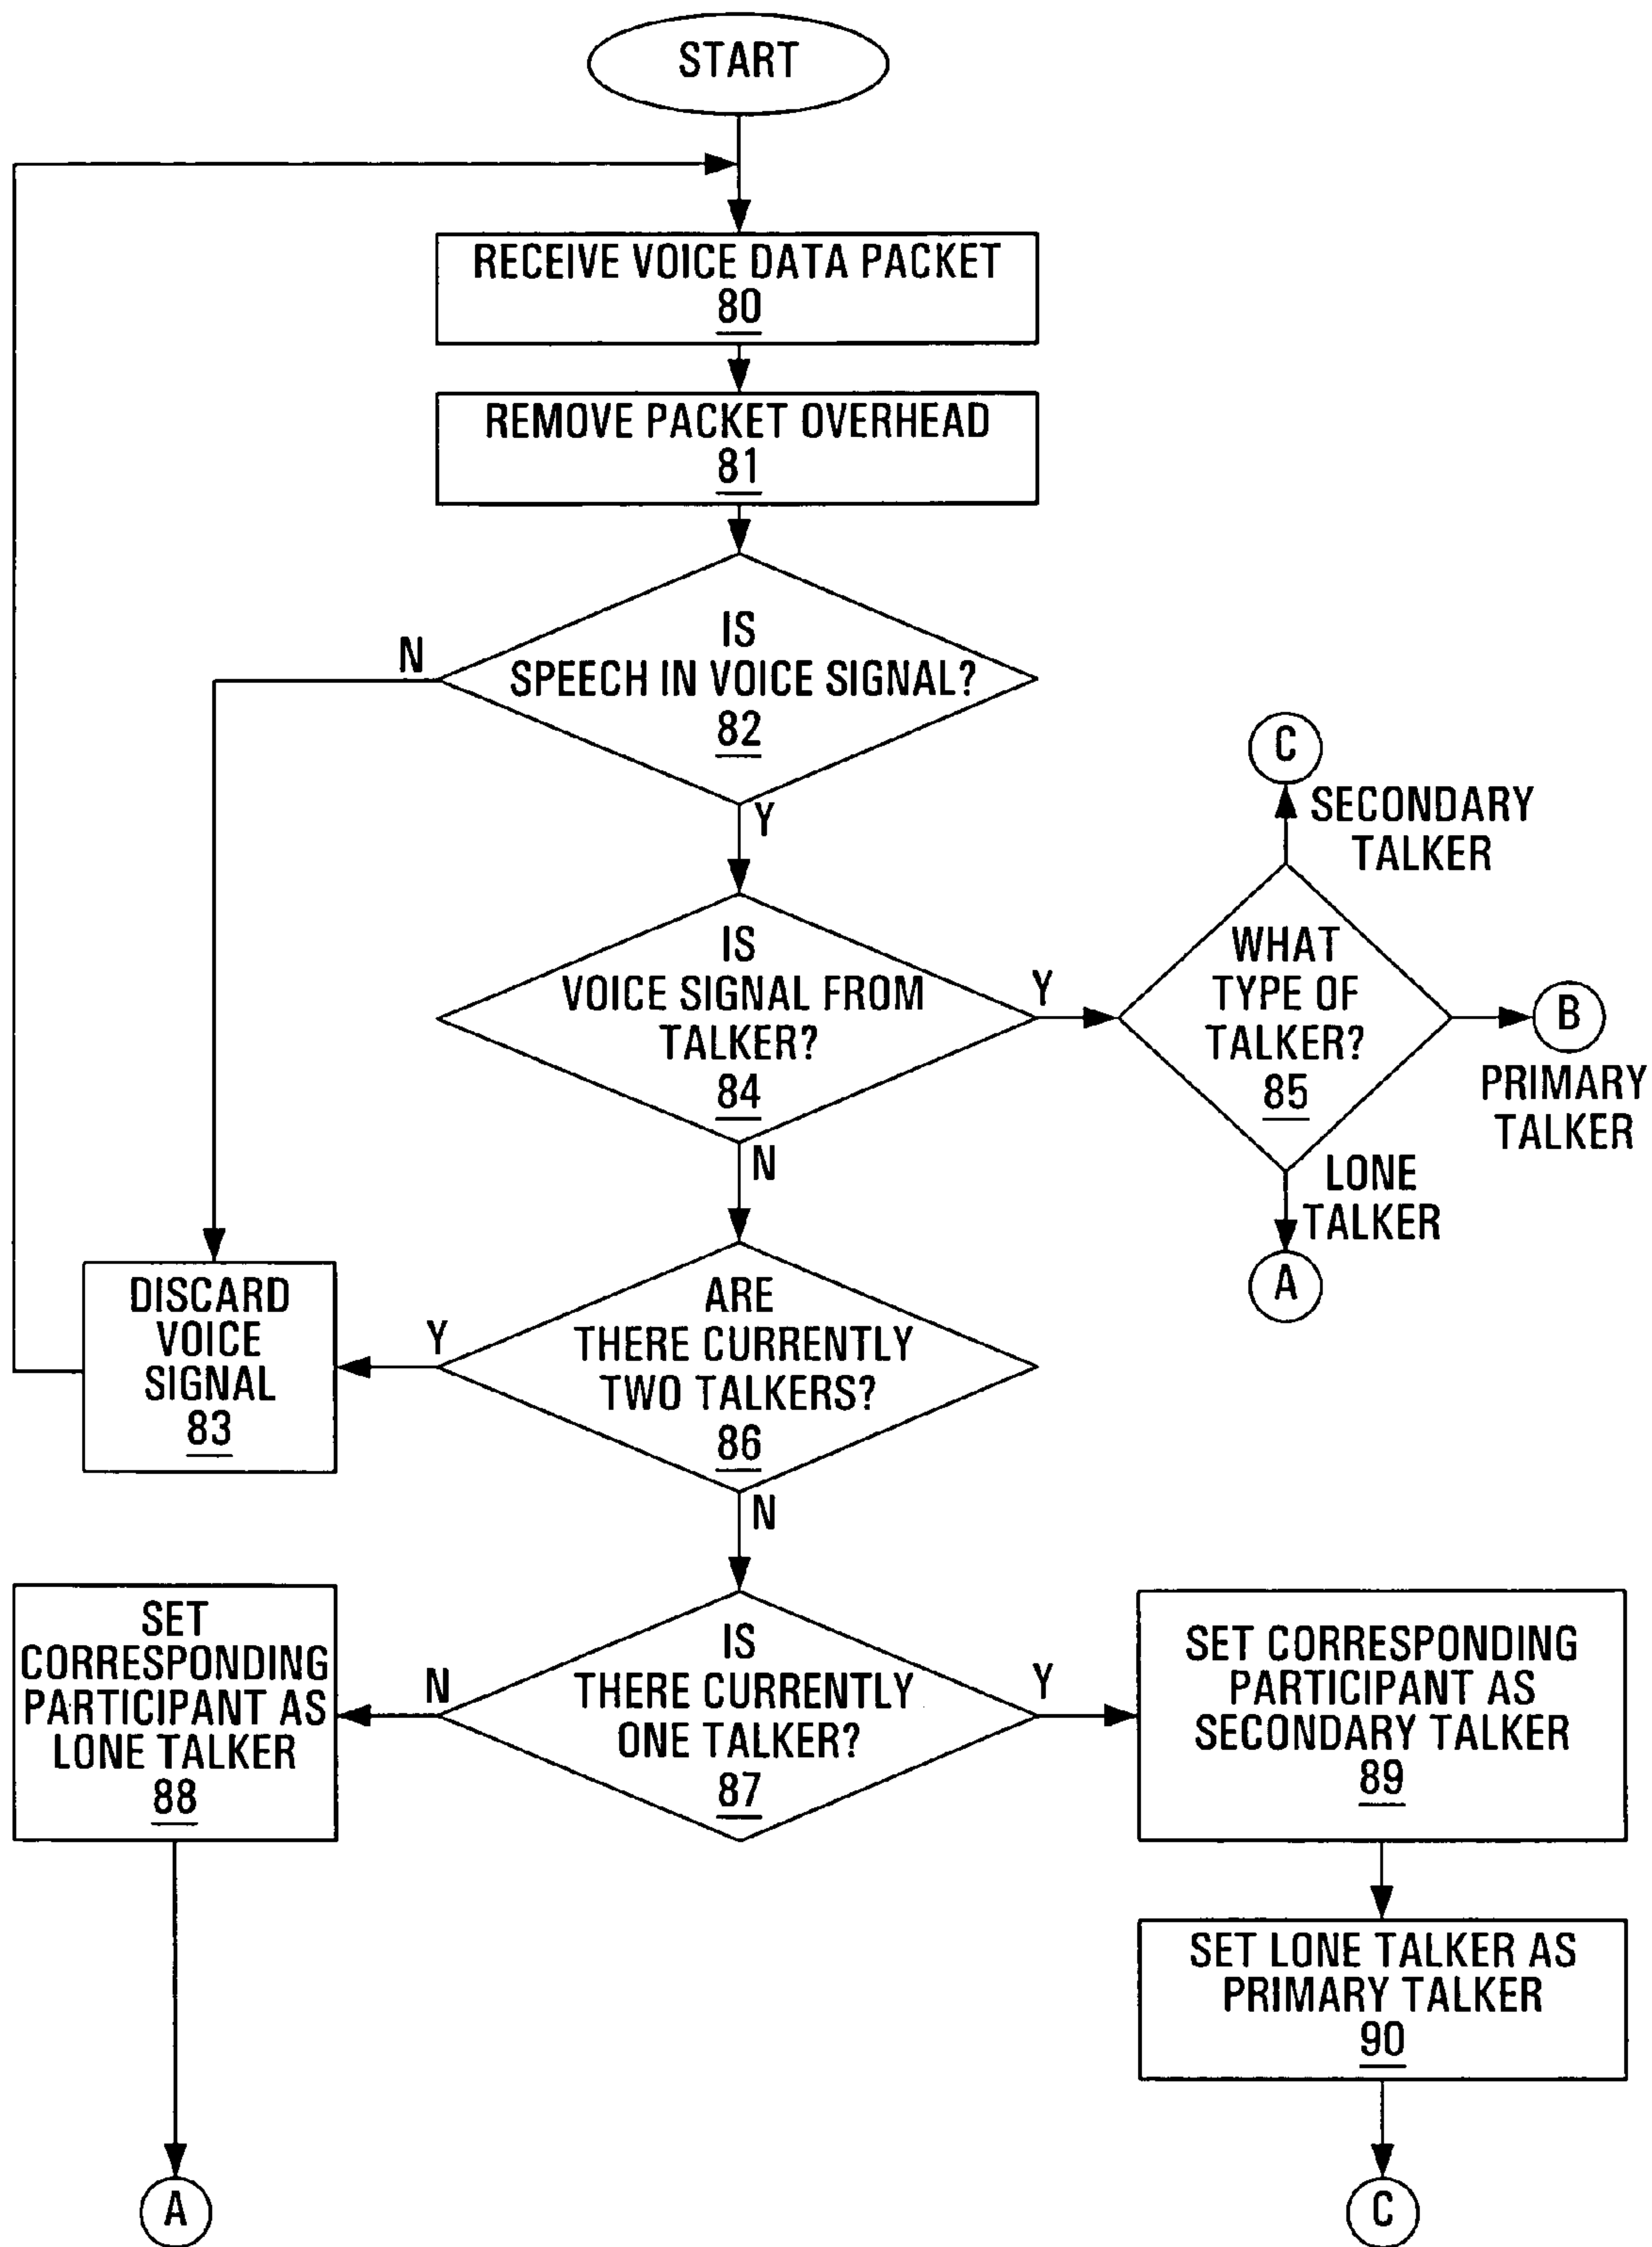 START
RECEIVE VOICE DATA PACKET
80
REMOVE PACKET OVERHEAD
81
IS
SPEECH IN VOICE SIGNAL?
82
N
Y
C
SECONDARY
TALKER
IS
VOICE SIGNAL FROM
TALKER?
84
Y
N
WHAT
TYPE OF
TALKER?
85
B
PRIMARY
TALKER
LONE
TALKER
A
DISCARD
VOICE
SIGNAL
83
Y
ARE
THERE CURRENTLY
TWO TALKERS?
86
N
SET
CORRESPONDING
PARTICIPANT AS
LONE TALKER
88
N
IS
THERE CURRENTLY
ONE TALKER?
87
Y
SET CORRESPONDING
PARTICIPANT AS
SECONDARY TALKER
89
SET LONE TALKER AS
PRIMARY TALKER
90
A
C